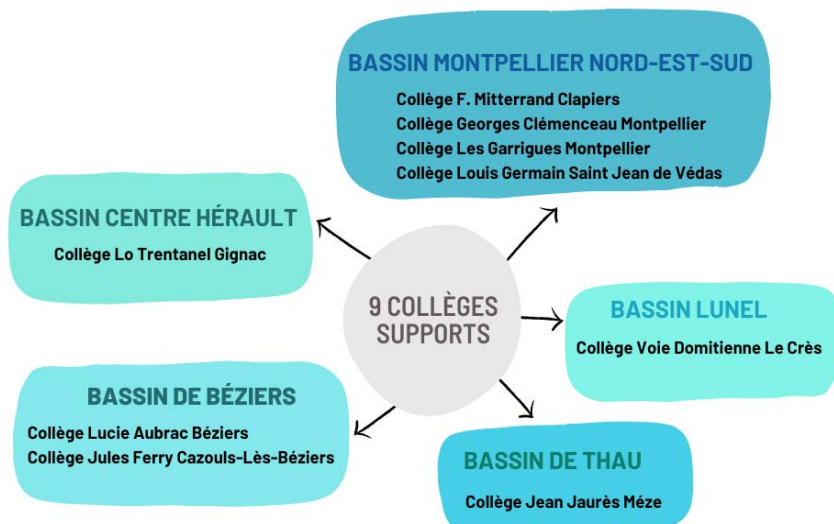 BASSIN MONTPELLIER NORD-EST-SUD
Collège F. Mitterrand Clapiers
Collège Georges Clémenceau Montpellier
Collège Les Garrigues Montpellier
Collège Louis Germain Saint Jean de Védas
BASSIN CENTRE HÉRAULT
Collège Lo Trentanel Gignac
9 COLLÈGES
SUPPORTS
BASSIN LUNEL
Collège Voie Domitienne Le Crès
BASSIN DE BÉZIERS
Collège Lucie Aubrac Béziers
Collège Jules Ferry Cazouls-Lès-Béziers
BASSIN DE THAU
Collège Jean Jaurès Méze